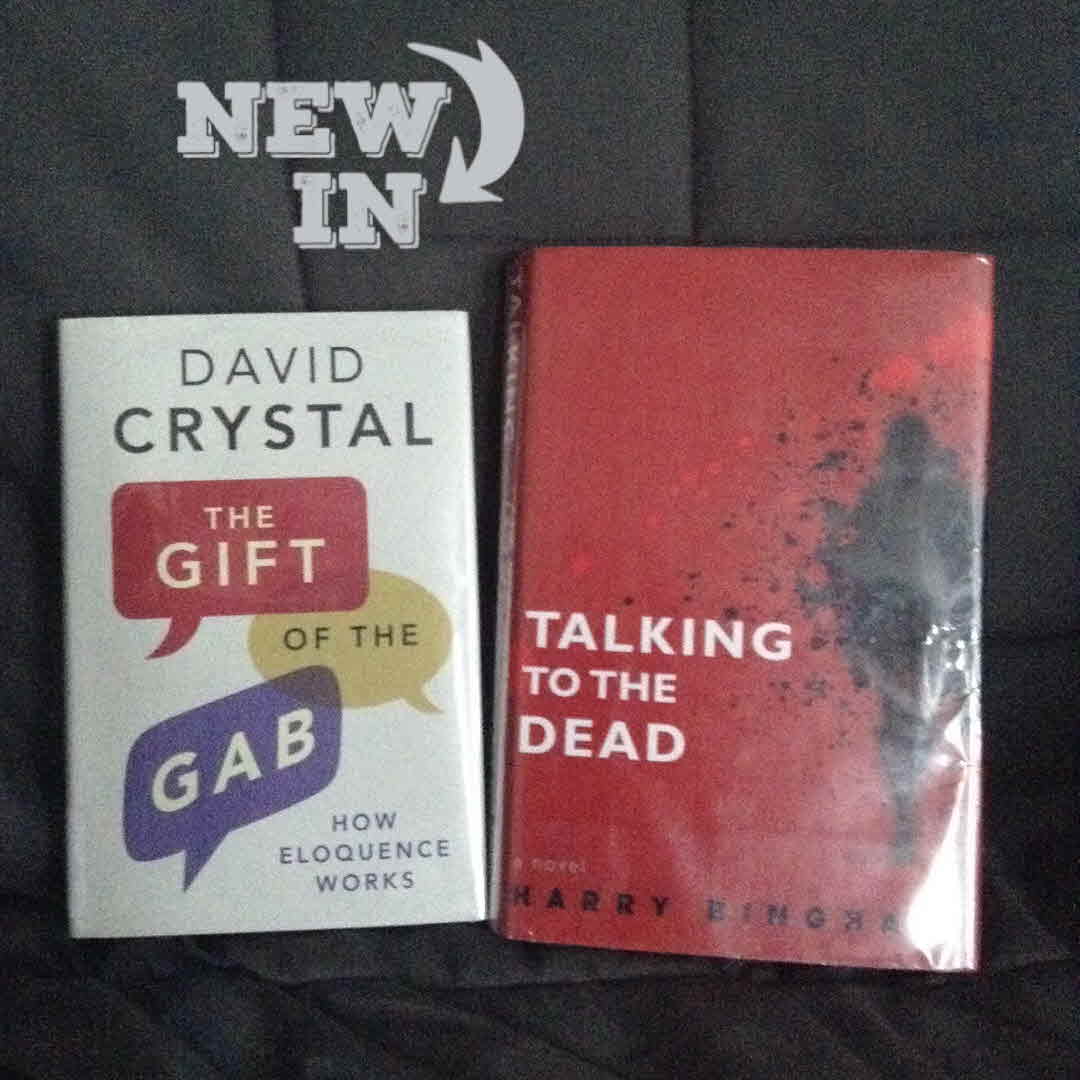 NEW
IN
DAVID
CRYSTAL
THE
GIFT
OF THE
GAB
HOW
ELOQUENCE
WORKS
TALKING
TO THE
DEAD
a novel
HARRY